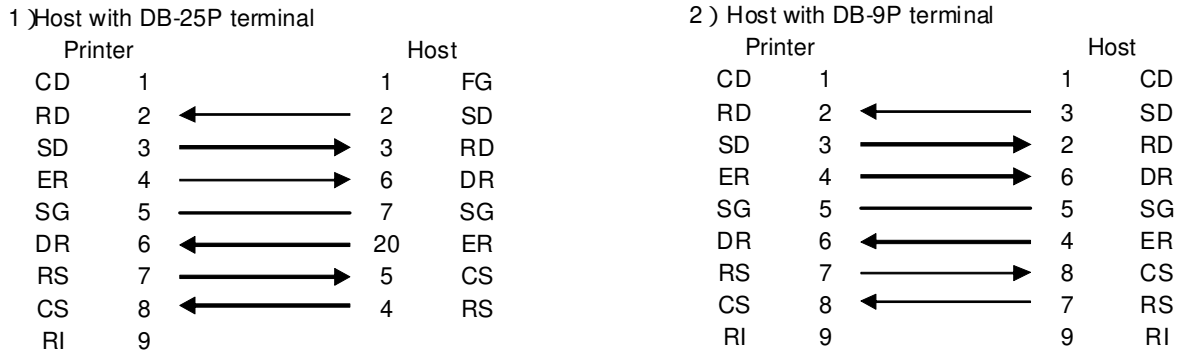 1 )Host with DB-25P terminal
Printer Host
CD 1 1 FG
RD 2 2 SD
SD 3 3 RD
ER 4 6 DR
SG 5 7 SG
DR 6 20 ER
RS 7 5 CS
CS 8 4 RS
RI 9
2 ) Host with DB-9P terminal
Printer Host
CD 1 1 CD
RD 2 3 SD
SD 3 2 RD
ER 4 6 DR
SG 5 5 SG
DR 6 4 ER
RS 7 8 CS
CS 8 7 RS
RI 9 9 RI